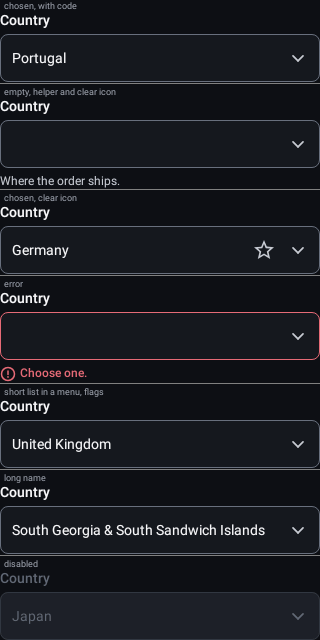 chosen, with code
Country
Portugal
empty, helper and clear icon
Country
Where the order ships.
chosen, clear icon
Country
Germany
error
Country
Choose one.
short list in a menu, flags
Country
United Kingdom
long name
Country
South Georgia & South Sandwich Islands
disabled
Country
Japan